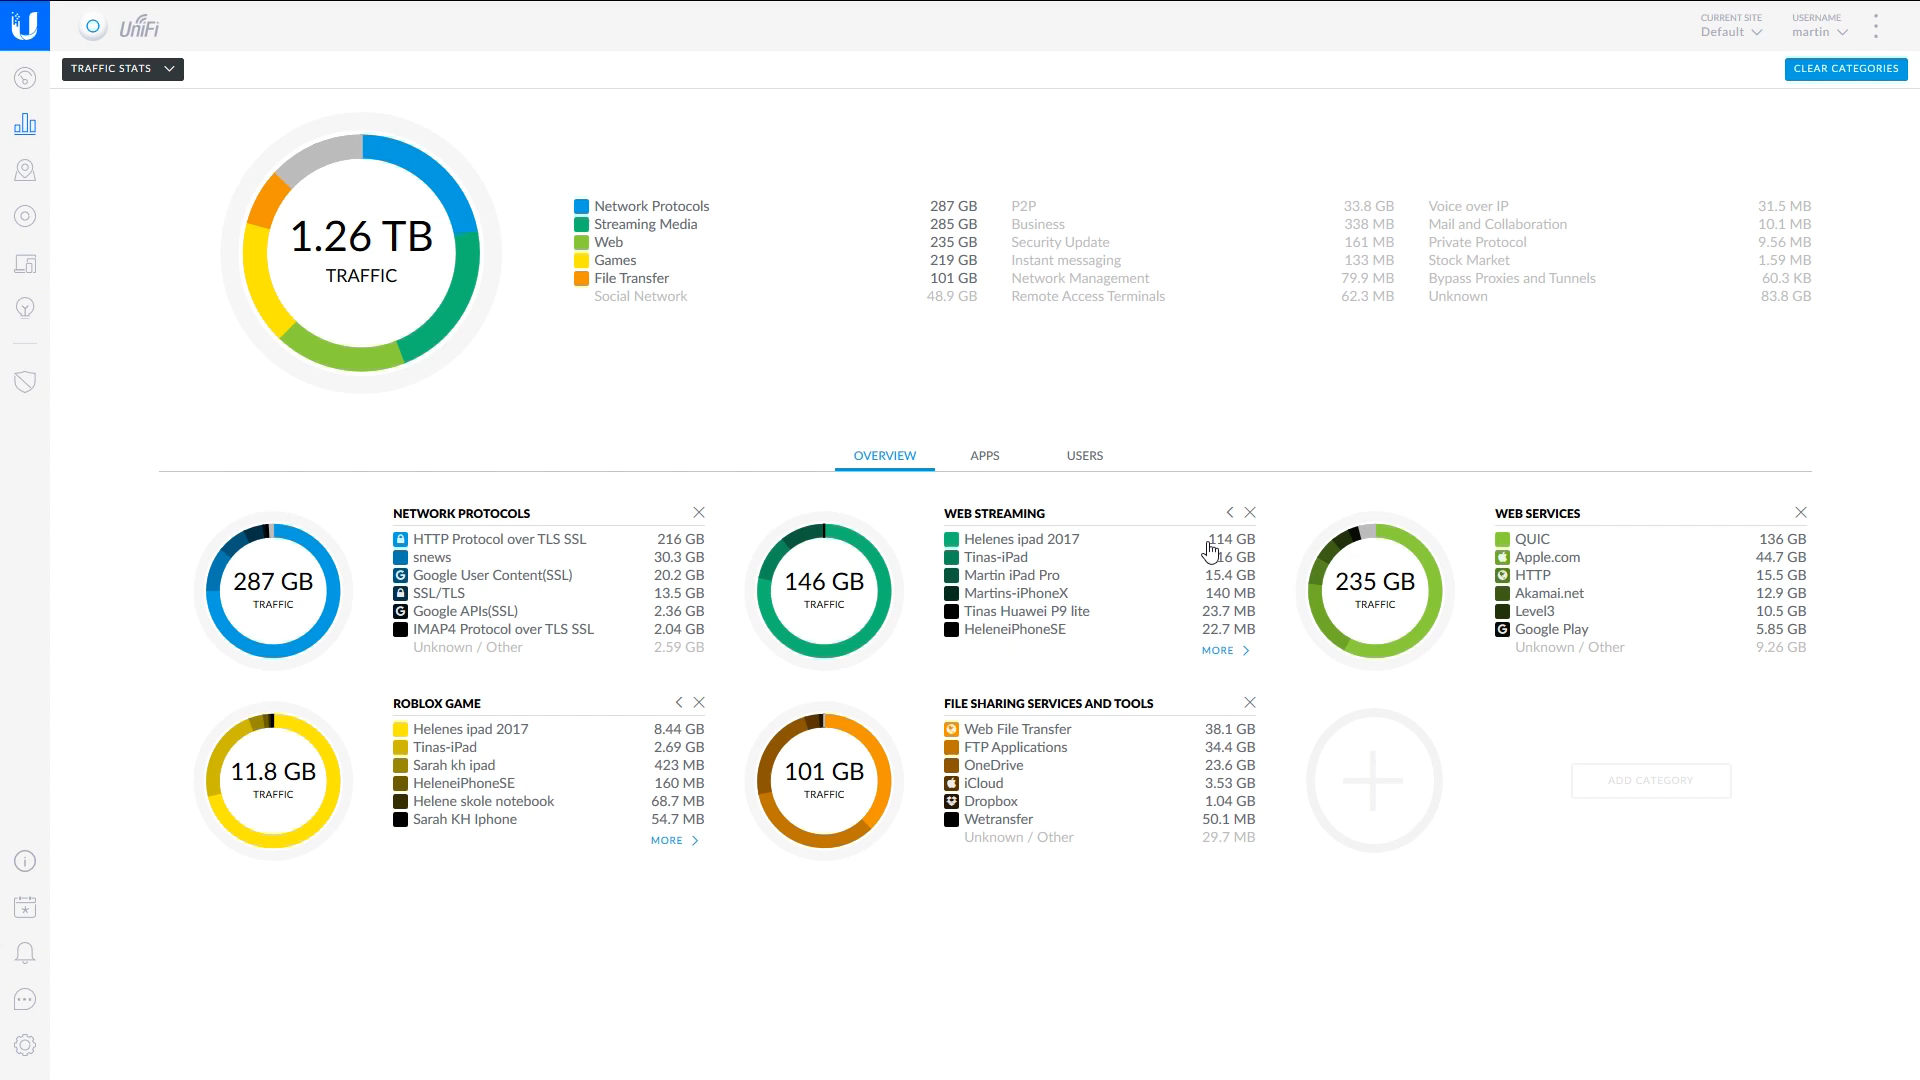 UniFi
CURRENT SITE
Default
USERNAME
martin
TRAFFIC STATS
CLEAR CATEGORIES
1.26 TB
TRAFFIC
Network Protocols 287 GB
Streaming Media 285 GB
Web 235 GB
Games 219 GB
File Transfer 101 GB
Social Network 48.9 GB
P2P 33.8 GB
Business 338 MB
Security Update 161 MB
Instant messaging 133 MB
Network Management 79.9 MB
Remote Access Terminals 62.3 MB
Voice over IP 31.5 MB
Mail and Collaboration 10.1 MB
Private Protocol 9.56 MB
Stock Market 1.59 MB
Bypass Proxies and Tunnels 60.3 KB
Unknown 83.8 GB
OVERVIEW APPS USERS
287 GB
TRAFFIC
NETWORK PROTOCOLS
HTTP Protocol over TLS SSL 216 GB
snews 30.3 GB
Google User Content(SSL) 20.2 GB
SSL/TLS 13.5 GB
Google APIs(SSL) 2.36 GB
IMAP4 Protocol over TLS SSL 2.04 GB
Unknown / Other 2.59 GB
146 GB
TRAFFIC
WEB STREAMING
Helenes ipad 2017 114 GB
Tinas-iPad 16 GB
Martin iPad Pro 15.4 GB
Martins-iPhoneX 140 MB
Tinas Huawei P9 lite 23.7 MB
HeleneiPhoneSE 22.7 MB
MORE
235 GB
TRAFFIC
WEB SERVICES
QUIC 136 GB
Apple.com 44.7 GB
HTTP 15.5 GB
Akamai.net 12.9 GB
Level3 10.5 GB
Google Play 5.85 GB
Unknown / Other 9.26 GB
11.8 GB
TRAFFIC
ROBLOX GAME
Helenes ipad 2017 8.44 GB
Tinas-iPad 2.69 GB
Sarah kh ipad 423 MB
HeleneiPhoneSE 160 MB
Helene skole notebook 68.7 MB
Sarah KH Iphone 54.7 MB
MORE
101 GB
TRAFFIC
FILE SHARING SERVICES AND TOOLS
Web File Transfer 38.1 GB
FTP Applications 34.4 GB
OneDrive 23.6 GB
iCloud 3.53 GB
Dropbox 1.04 GB
Wetransfer 50.1 MB
Unknown / Other 29.7 MB
ADD CATEGORY